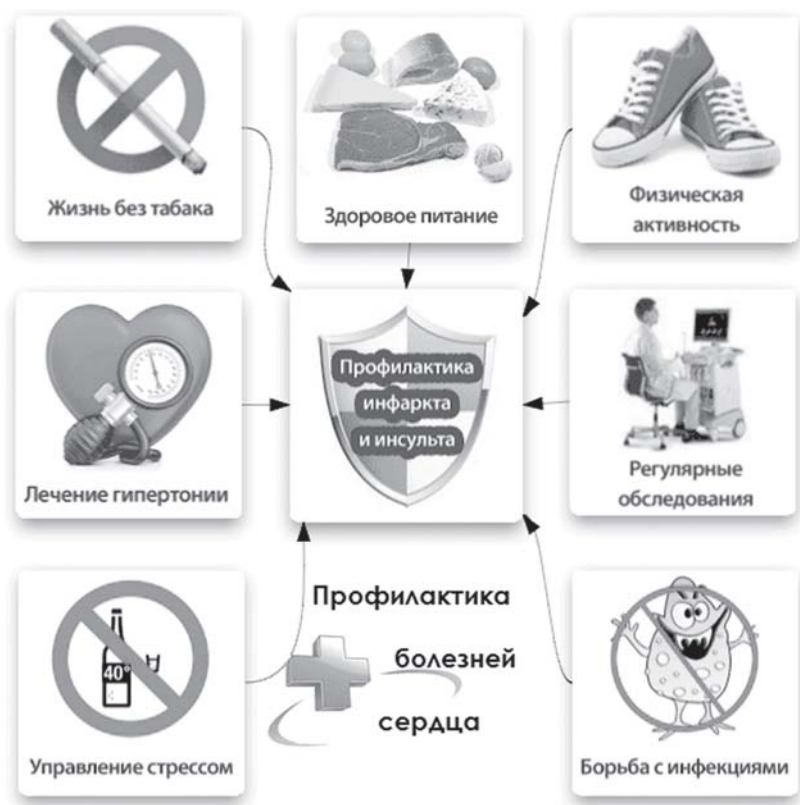 Жизнь без табака
Здоровое питание
Физическая
активность
Лечение гипертонии
Профилактика
инфаркта
и инсульта
Регулярные
обследования
40°
Управление стрессом
Профилактика
болезней
сердца
Борьба с инфекциями